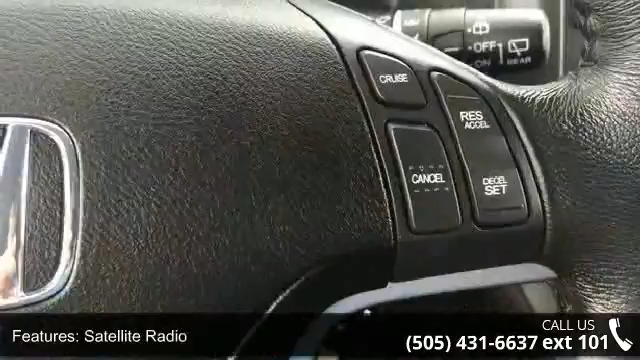 OFF
ON
REAR
CRUISE
RES
ACCEL
CANCEL
DECEL
SET
CALL US
Features: Satellite Radio
(505) 431-6637 ext 101